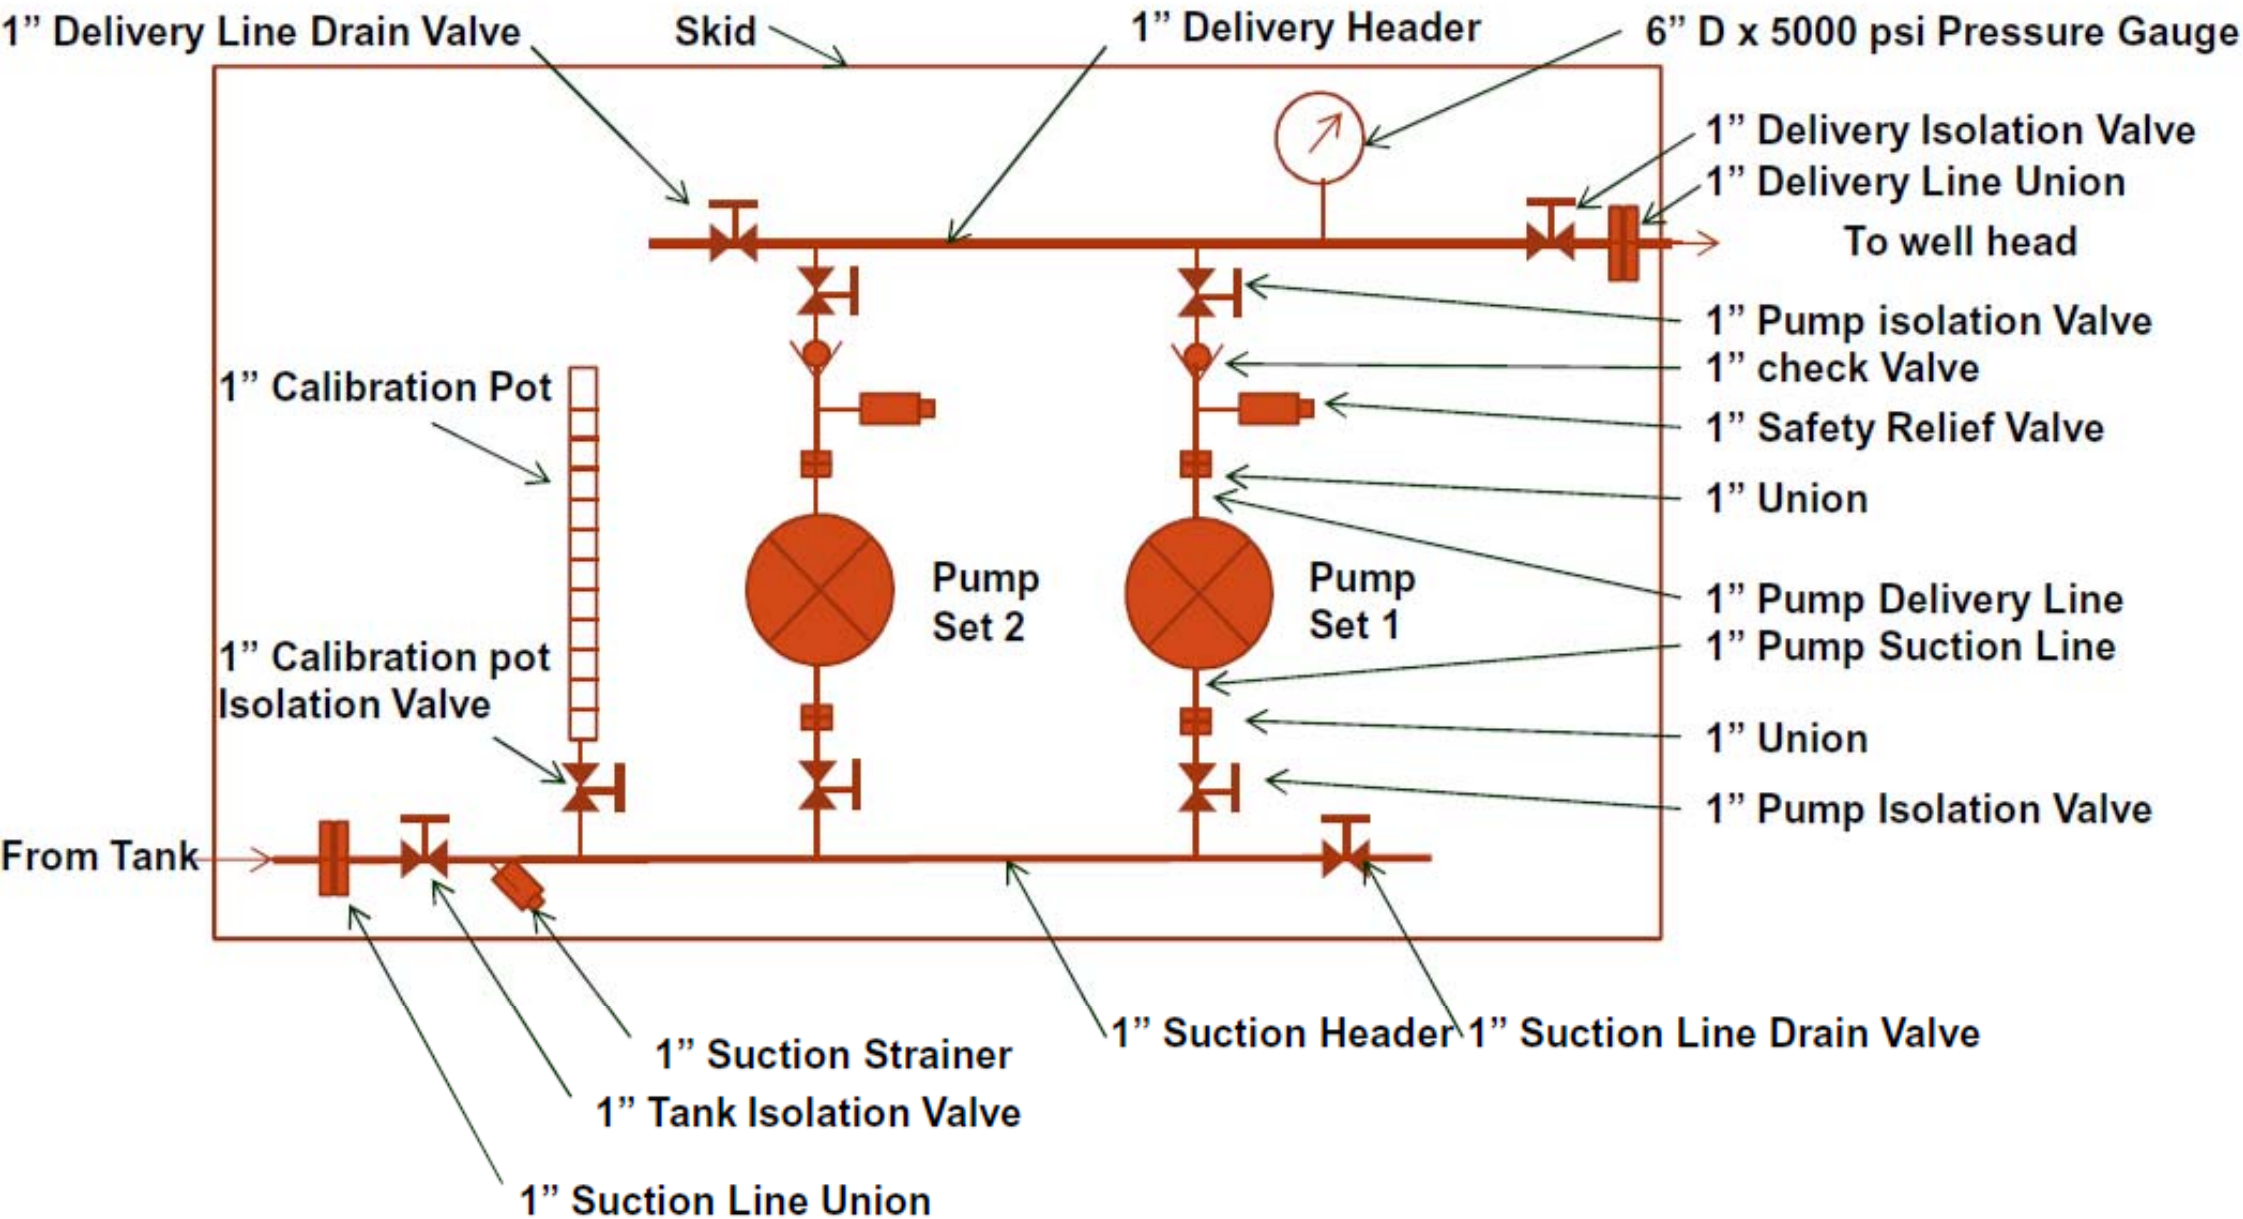 1” Delivery Line Drain Valve
Skid
1” Delivery Header
6” D x 5000 psi Pressure Gauge
1” Delivery Isolation Valve
1” Delivery Line Union
To well head
1” Pump isolation Valve
1” check Valve
1” Calibration Pot
1” Safety Relief Valve
1” Union
Pump
Set 2
Pump
Set 1
1” Pump Delivery Line
1” Pump Suction Line
1” Calibration pot
Isolation Valve
1” Union
1” Pump Isolation Valve
From Tank
1” Suction Header
1” Suction Line Drain Valve
1” Suction Strainer
1” Tank Isolation Valve
1” Suction Line Union